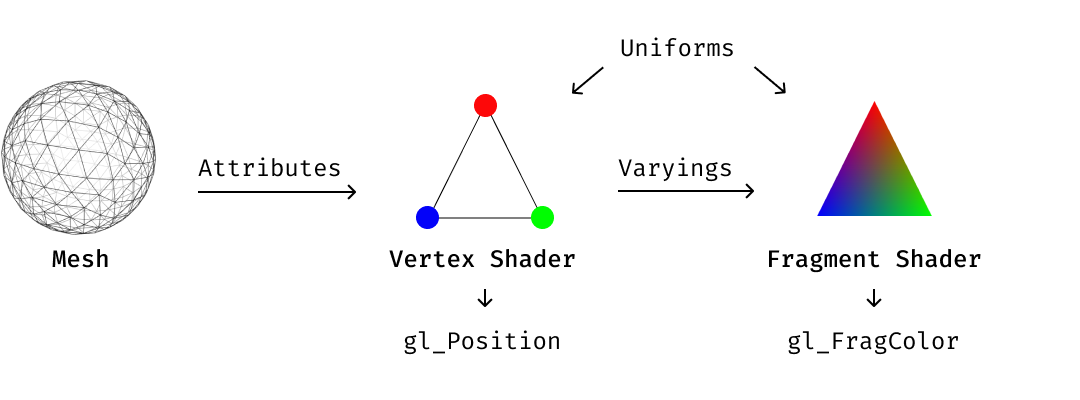 Uniforms
Attributes
Varyings
Mesh
Vertex Shader
Fragment Shader
gl_Position
gl_FragColor